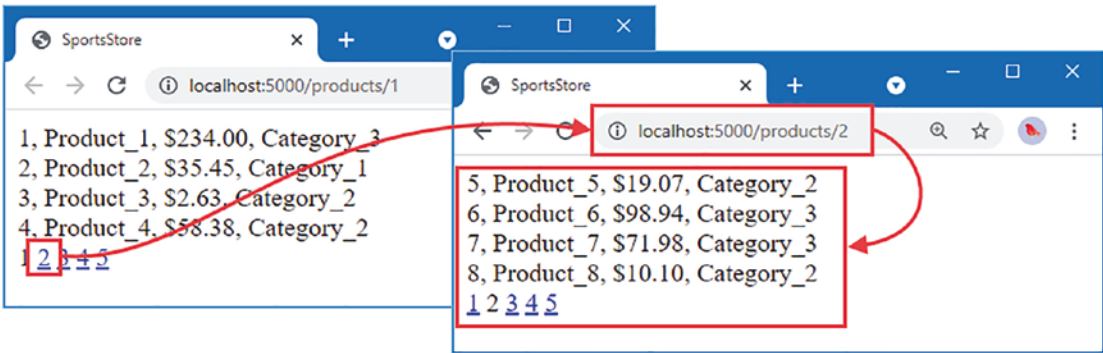 SportsStore
localhost:5000/products/1
1, Product_1, $234.00, Category_3
2, Product_2, $35.45, Category_1
3, Product_3, $2.63, Category_2
4, Product_4, $58.38, Category_2
1 2 3 4 5
SportsStore
localhost:5000/products/2
5, Product_5, $19.07, Category_2
6, Product_6, $98.94, Category_3
7, Product_7, $71.98, Category_3
8, Product_8, $10.10, Category_2
1 2 3 4 5